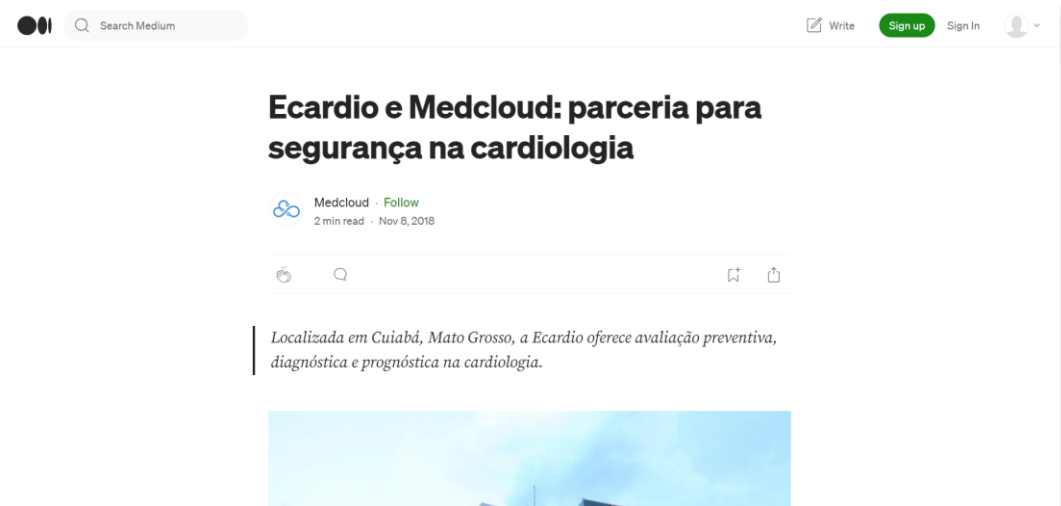 Search Medium
Write
Sign up
Sign In
Ecardio e Medcloud: parceria para
segurança na cardiologia
Medcloud · Follow
2 min read · Nov 8, 2018
Localizada em Cuiabá, Mato Grosso, a Ecardio oferece avaliação preventiva,
diagnóstica e prognóstica na cardiologia.